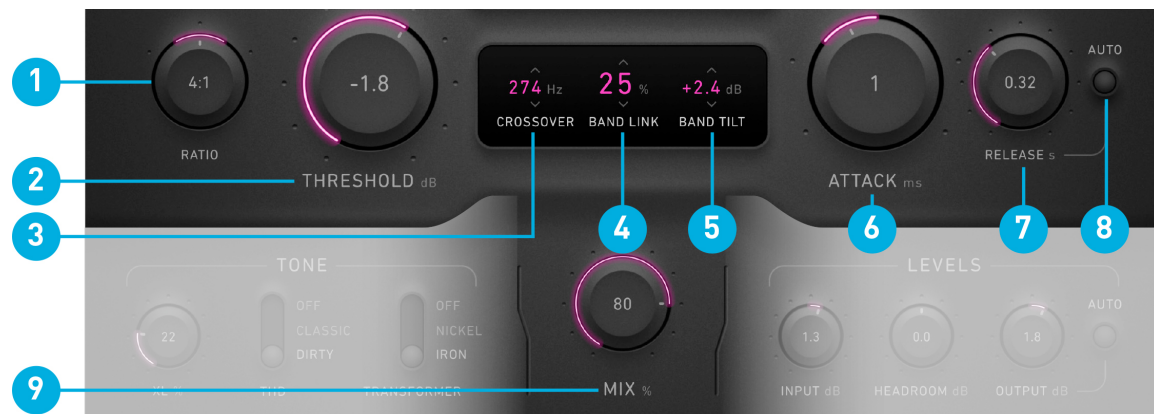 1
4:1
RATIO
2
-1.8
THRESHOLD dB
3
274 Hz
CROSSOVER
4
25 %
BAND LINK
5
+2.4 dB
BAND TILT
6
1
ATTACK ms
7
0.32
RELEASE s
8
AUTO
TONE
22
XL %
OFF
CLASSIC
DIRTY
THD
OFF
NICKEL
IRON
TRANSFORMER
9
80
MIX %
LEVELS
1.3
INPUT dB
0.0
HEADROOM dB
1.8
OUTPUT dB
AUTO